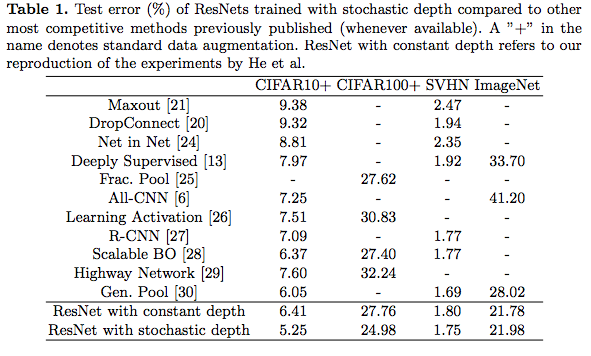 Table 1. Test error (%) of ResNets trained with stochastic depth compared to other
most competitive methods previously published (whenever available). A ”+” in the
name denotes standard data augmentation. ResNet with constant depth refers to our
reproduction of the experiments by He et al.
CIFAR10+ CIFAR100+ SVHN ImageNet
Maxout [21] 9.38 - 2.47 -
DropConnect [20] 9.32 - 1.94 -
Net in Net [24] 8.81 - 2.35 -
Deeply Supervised [13] 7.97 - 1.92 33.70
Frac. Pool [25] - 27.62 - -
All-CNN [6] 7.25 - - 41.20
Learning Activation [26] 7.51 30.83 - -
R-CNN [27] 7.09 - 1.77 -
Scalable BO [28] 6.37 27.40 1.77 -
Highway Network [29] 7.60 32.24 - -
Gen. Pool [30] 6.05 - 1.69 28.02
ResNet with constant depth 6.41 27.76 1.80 21.78
ResNet with stochastic depth 5.25 24.98 1.75 21.98